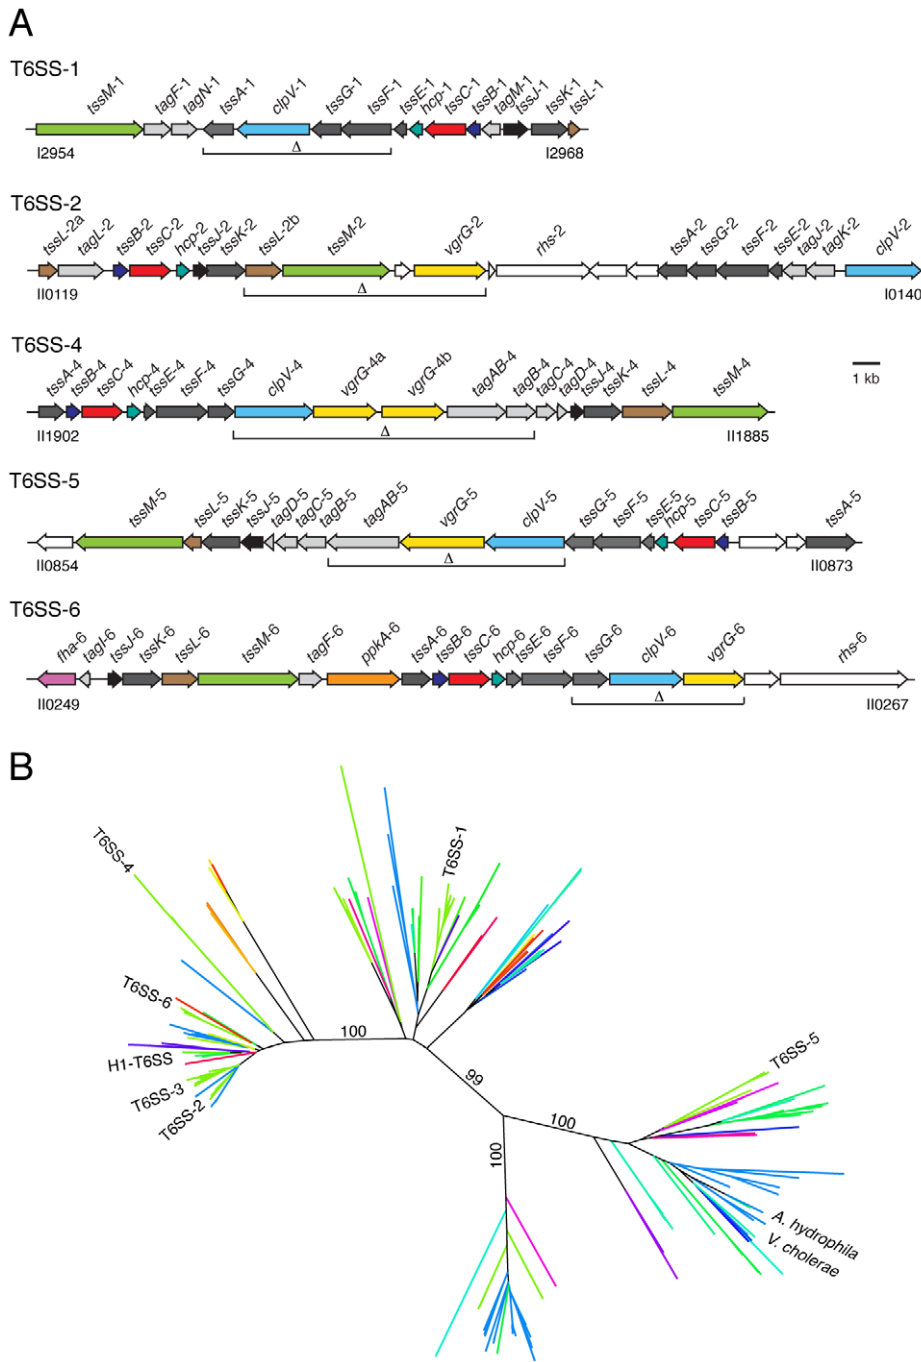 A
T6SS-1
tssM-1 tagF-1 tagN-1 tssA-1 clpV-1 tssG-1 tssF-1 tssE-1 hcp-1 tssC-1 tssB-1 tagM-1 tssJ-1 tssK-1 tssL-1
Δ
I2954 I2968
T6SS-2
tssL-2a tagL-2 tssB-2 tssC-2 hcp-2 tssJ-2 tssK-2 tssL-2b tssM-2 vgrG-2 rhs-2 tssA-2 tssG-2 tssF-2 tssE-2 tagJ-2 tagK-2 clpV-2
Δ
II0119 I0140
T6SS-4
tssA-4 tssB-4 tssC-4 hcp-4 tssE-4 tssF-4 tssG-4 clpV-4 vgrG-4a vgrG-4b tagAB-4 tagB-4 tagC-4 tagD-4 tssJ-4 tssK-4 tssL-4 tssM-4
1 kb
Δ
II1902 II1885
T6SS-5
tssM-5 tssL-5 tssK-5 tssJ-5 tagD-5 tagC-5 tagB-5 tagAB-5 vgrG-5 clpV-5 tssG-5 tssF-5 tssE-5 hcp-5 tssC-5 tssB-5 tssA-5
Δ
II0854 II0873
T6SS-6
fha-6 tagI-6 tssJ-6 tssK-6 tssL-6 tssM-6 tagF-6 ppkA-6 tssA-6 tssB-6 tssC-6 hcp-6 tssE-6 tssF-6 tssG-6 clpV-6 vgrG-6 rhs-6
Δ
II0249 II0267
B
T6SS-4
T6SS-1
T6SS-6
H1-T6SS
T6SS-3
T6SS-2
100
99
T6SS-5
100
100
A. hydrophila
V. cholerae